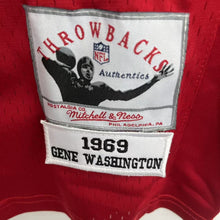 THROWBACKS
NFL
Authentics
NOSTALGIA CO.
Mitchell & Ness
PHILADELPHIA, PA
1969
GENE WASHINGTON